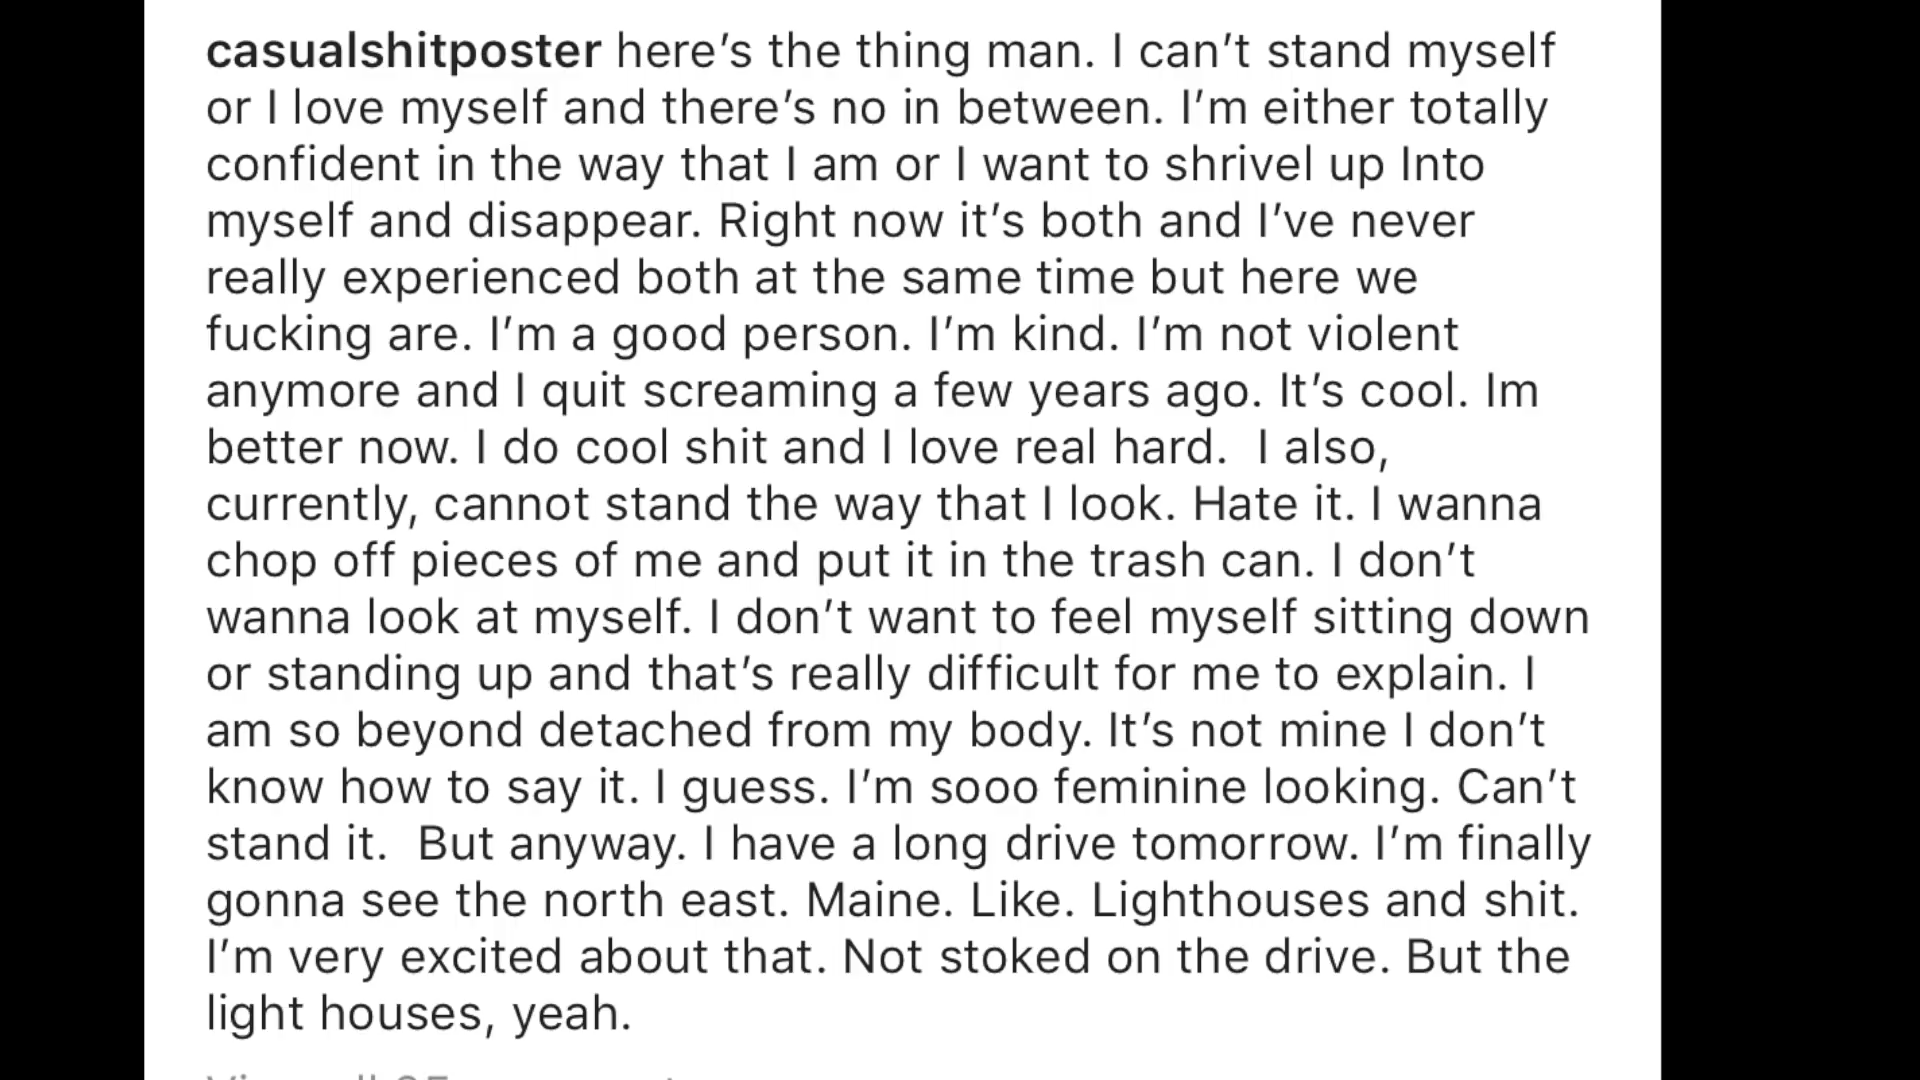 casualshitposter here’s the thing man. I can’t stand myself
or I love myself and there’s no in between. I’m either totally
confident in the way that I am or I want to shrivel up Into
myself and disappear. Right now it’s both and I’ve never
really experienced both at the same time but here we
fucking are. I’m a good person. I’m kind. I’m not violent
anymore and I quit screaming a few years ago. It’s cool. Im
better now. I do cool shit and I love real hard.  I also,
currently, cannot stand the way that I look. Hate it. I wanna
chop off pieces of me and put it in the trash can. I don’t
wanna look at myself. I don’t want to feel myself sitting down
or standing up and that’s really difficult for me to explain. I
am so beyond detached from my body. It’s not mine I don’t
know how to say it. I guess. I’m sooo feminine looking. Can’t
stand it.  But anyway. I have a long drive tomorrow. I’m finally
gonna see the north east. Maine. Like. Lighthouses and shit.
I’m very excited about that. Not stoked on the drive. But the
light houses, yeah.